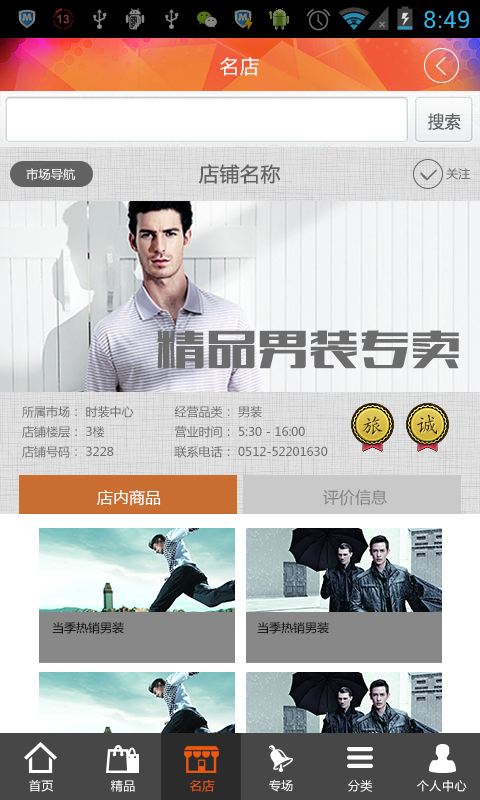 13
8:49
名店
搜索
市场导航
店铺名称
关注
精品男装专卖
所属市场： 时装中心
经营品类： 男装
店铺楼层： 3楼
营业时间： 5:30 - 16:00
店铺号码： 3228
联系电话： 0512-52201630
旅
诚
店内商品
评价信息
当季热销男装
当季热销男装
首页
精品
名店
专场
分类
个人中心